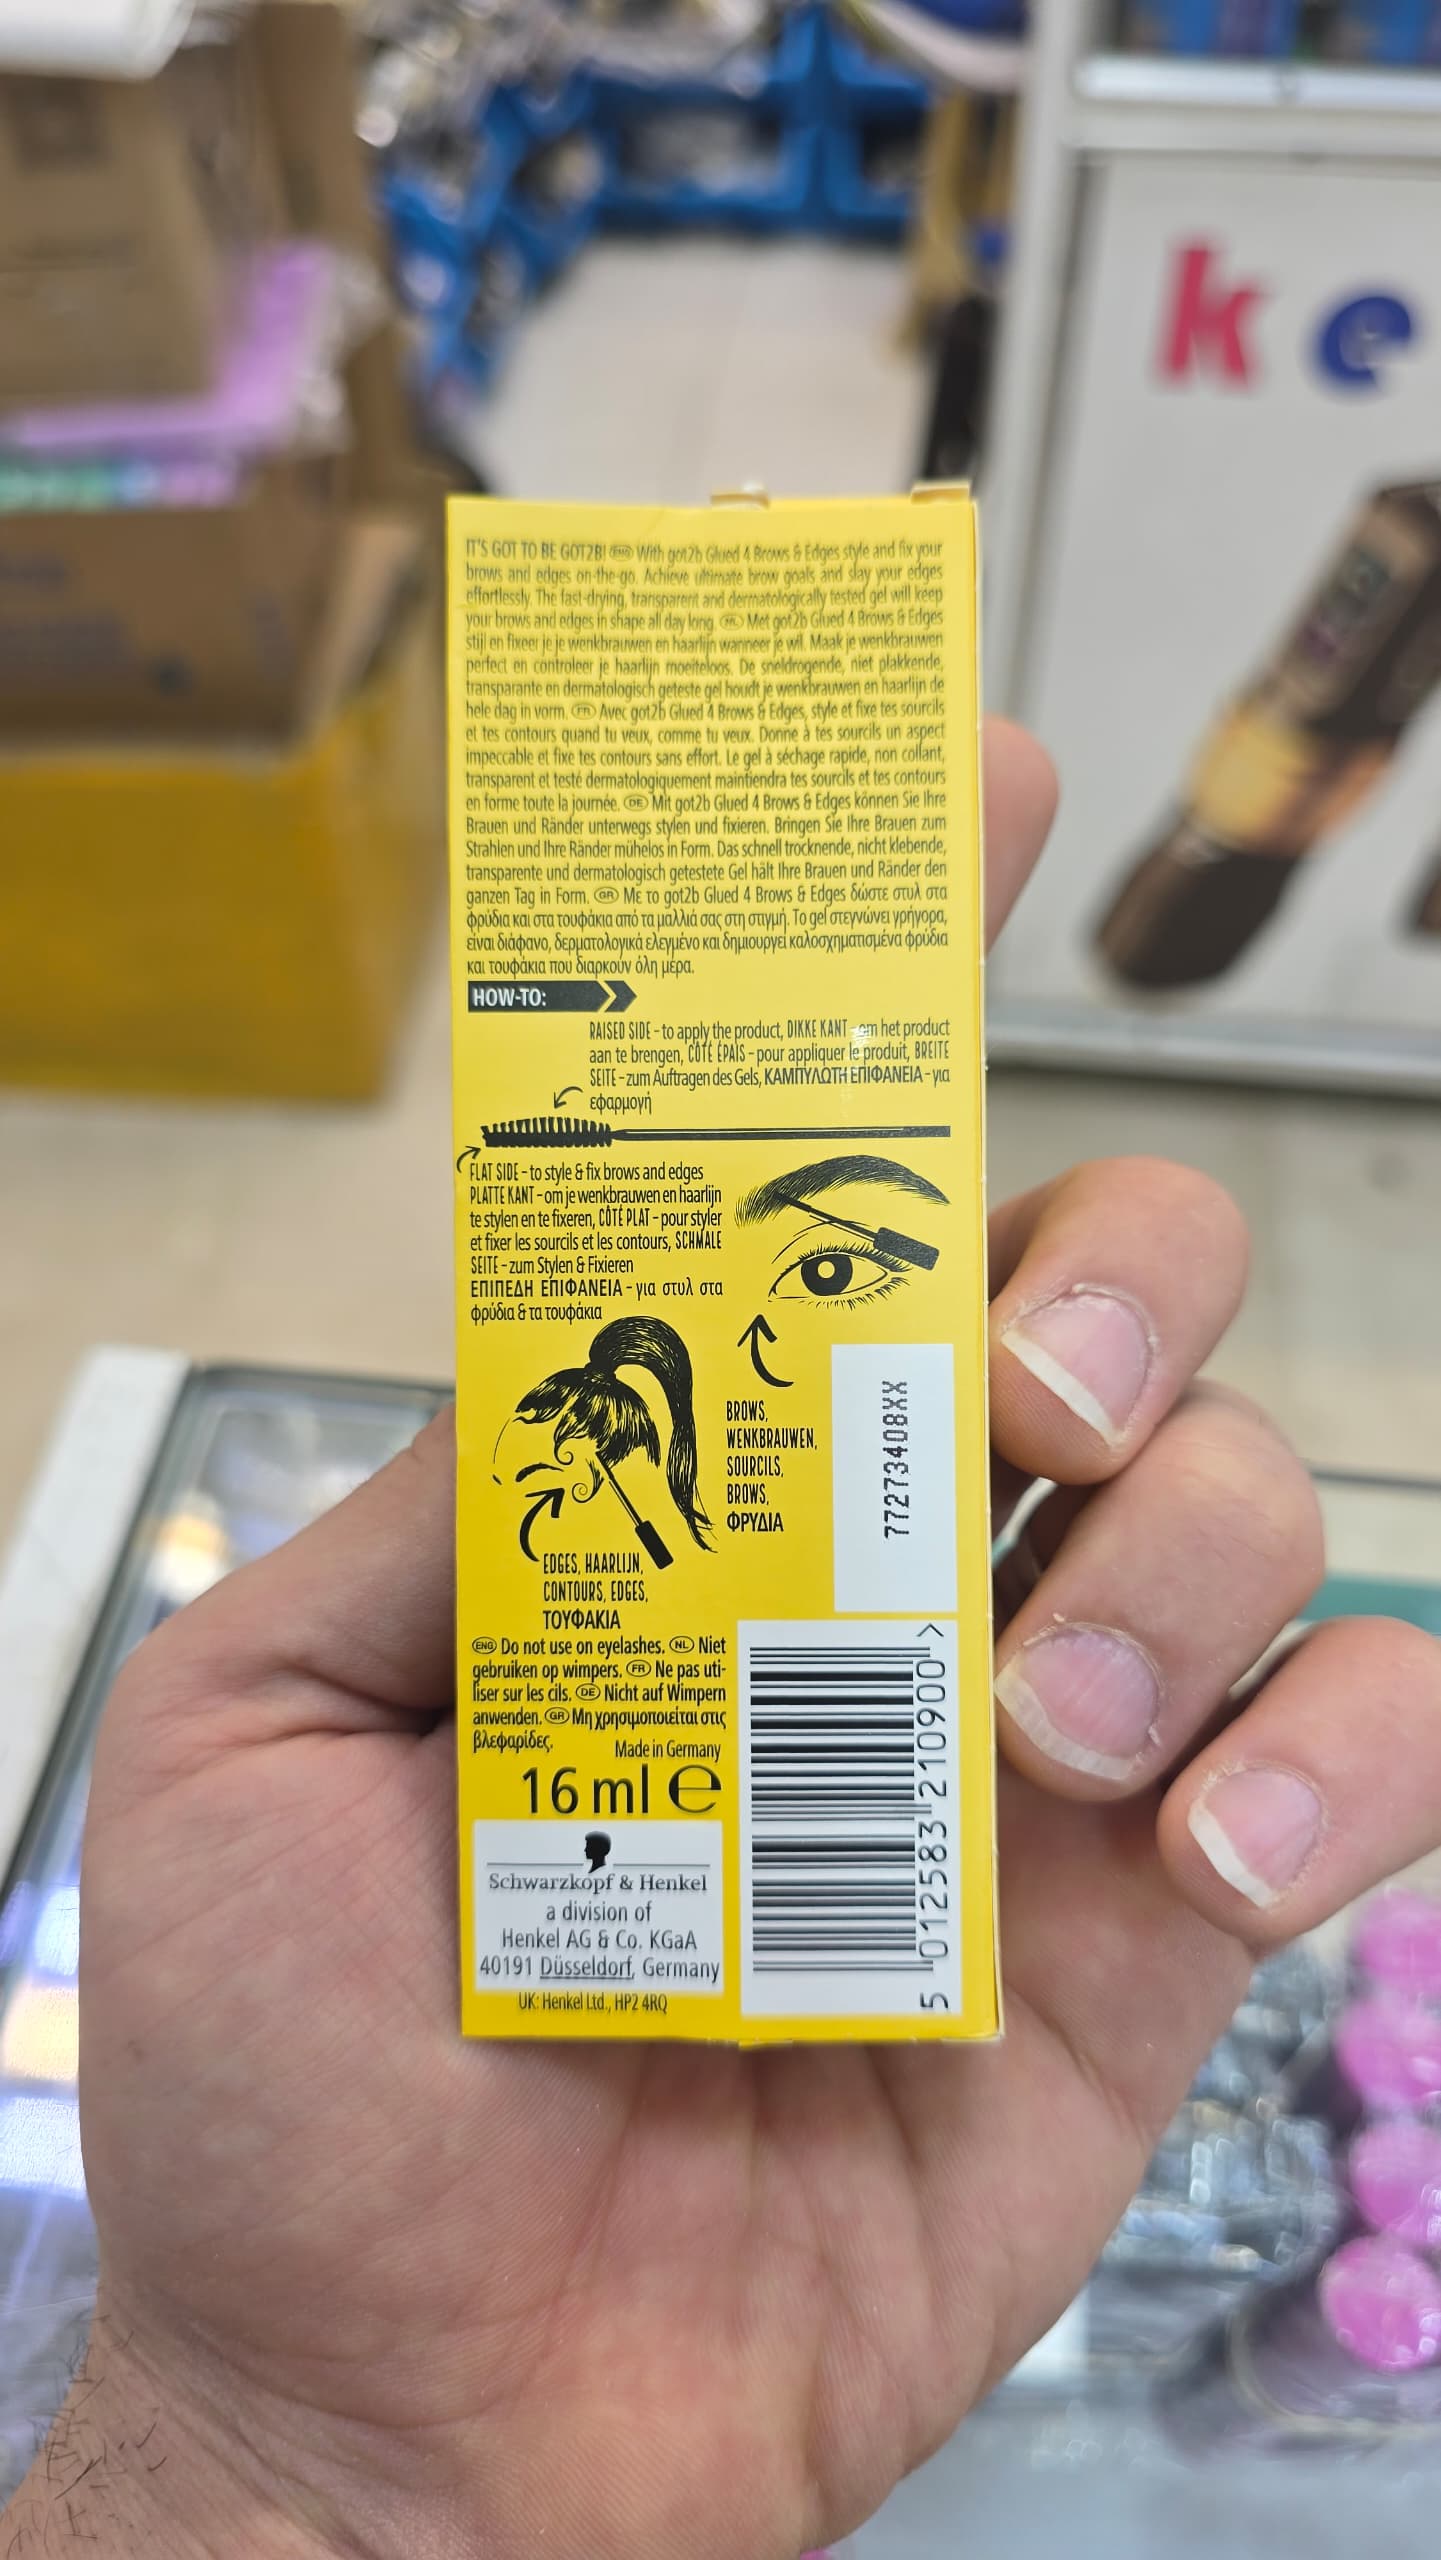 IT'S GOT TO BE GOT2B! ENG With got2b Glued 4 Brows & Edges style and fix your
brows and edges on-the-go. Achieve ultimate brow goals and slay your edges
effortlessly. The fast-drying, transparent and dermatologically tested gel will keep
your brows and edges in shape all day long. NL Met got2b Glued 4 Brows & Edges
stijl en fixeer je je wenkbrauwen en haarlijn wanneer je wil. Maak je wenkbrauwen
perfect en controleer je haarlijn moeiteloos. De sneldrogende, niet plakkende,
transparante en dermatologisch geteste gel houdt je wenkbrauwen en haarlijn de
hele dag in vorm. FR Avec got2b Glued 4 Brows & Edges, style et fixe tes sourcils
et tes contours quand tu veux, comme tu veux. Donne à tes sourcils un aspect
impeccable et fixe tes contours sans effort. Le gel à séchage rapide, non collant,
transparent et testé dermatologiquement maintiendra tes sourcils et tes contours
en forme toute la journée. DE Mit got2b Glued 4 Brows & Edges können Sie Ihre
Brauen und Ränder unterwegs stylen und fixieren. Bringen Sie Ihre Brauen zum
Strahlen und Ihre Ränder mühelos in Form. Das schnell trocknende, nicht klebende,
transparente und dermatologisch getestete Gel hält Ihre Brauen und Ränder den
ganzen Tag in Form. GR Με το got2b Glued 4 Brows & Edges δώστε στυλ στα
φρύδια και στα τουφάκια από τα μαλλιά σας στη στιγμή. Το gel στεγνώνει γρήγορα,
είναι διάφανο, δερματολογικά ελεγμένο και δημιουργεί καλοσχηματισμένα φρύδια
και τουφάκια που διαρκούν όλη μέρα.
HOW-TO:
RAISED SIDE - to apply the product, DIKKE KANT - om het product
aan te brengen, CÔTÉ ÉPAIS - pour appliquer le produit, BREITE
SEITE - zum Auftragen des Gels, ΚΑΜΠΥΛΩΤΗ ΕΠΙΦΑΝΕΙΑ - για
εφαρμογή
FLAT SIDE - to style & fix brows and edges
PLATTE KANT - om je wenkbrauwen en haarlijn
te stylen en te fixeren, CÔTÉ PLAT - pour styler
et fixer les sourcils et les contours, SCHMALE
SEITE - zum Stylen & Fixieren
ΕΠΙΠΕΔΗ ΕΠΙΦΑΝΕΙΑ - για στυλ στα
φρύδια & τα τουφάκια
BROWS,
WENKBRAUWEN,
SOURCILS,
BROWS,
ΦΡΥΔΙΑ
EDGES, HAARLIJN,
CONTOURS, EDGES,
ΤΟΥΦΑΚΙΑ
77273408XX
ENG Do not use on eyelashes. NL Niet
gebruiken op wimpers. FR Ne pas uti-
liser sur les cils. DE Nicht auf Wimpern
anwenden. GR Μη χρησιμοποιείται στις
βλεφαρίδες.
Made in Germany
16 ml e
Schwarzkopf & Henkel
a division of
Henkel AG & Co. KGaA
40191 Düsseldorf, Germany
UK: Henkel Ltd., HP2 4RQ
5 012583 210900 >
k e